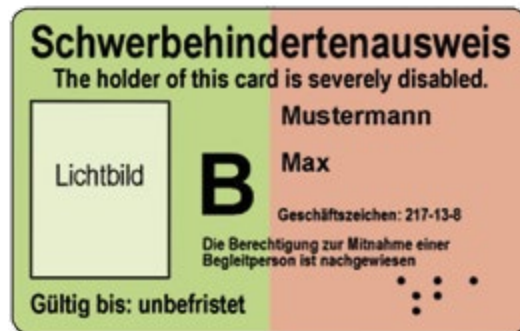 Schwerbehindertenausweis
The holder of this card is severely disabled.
Mustermann
Max
Lichtbild
B
Geschäftszeichen: 217-13-8
Die Berechtigung zur Mitnahme einer
Begleitperson ist nachgewiesen
Gültig bis: unbefristet